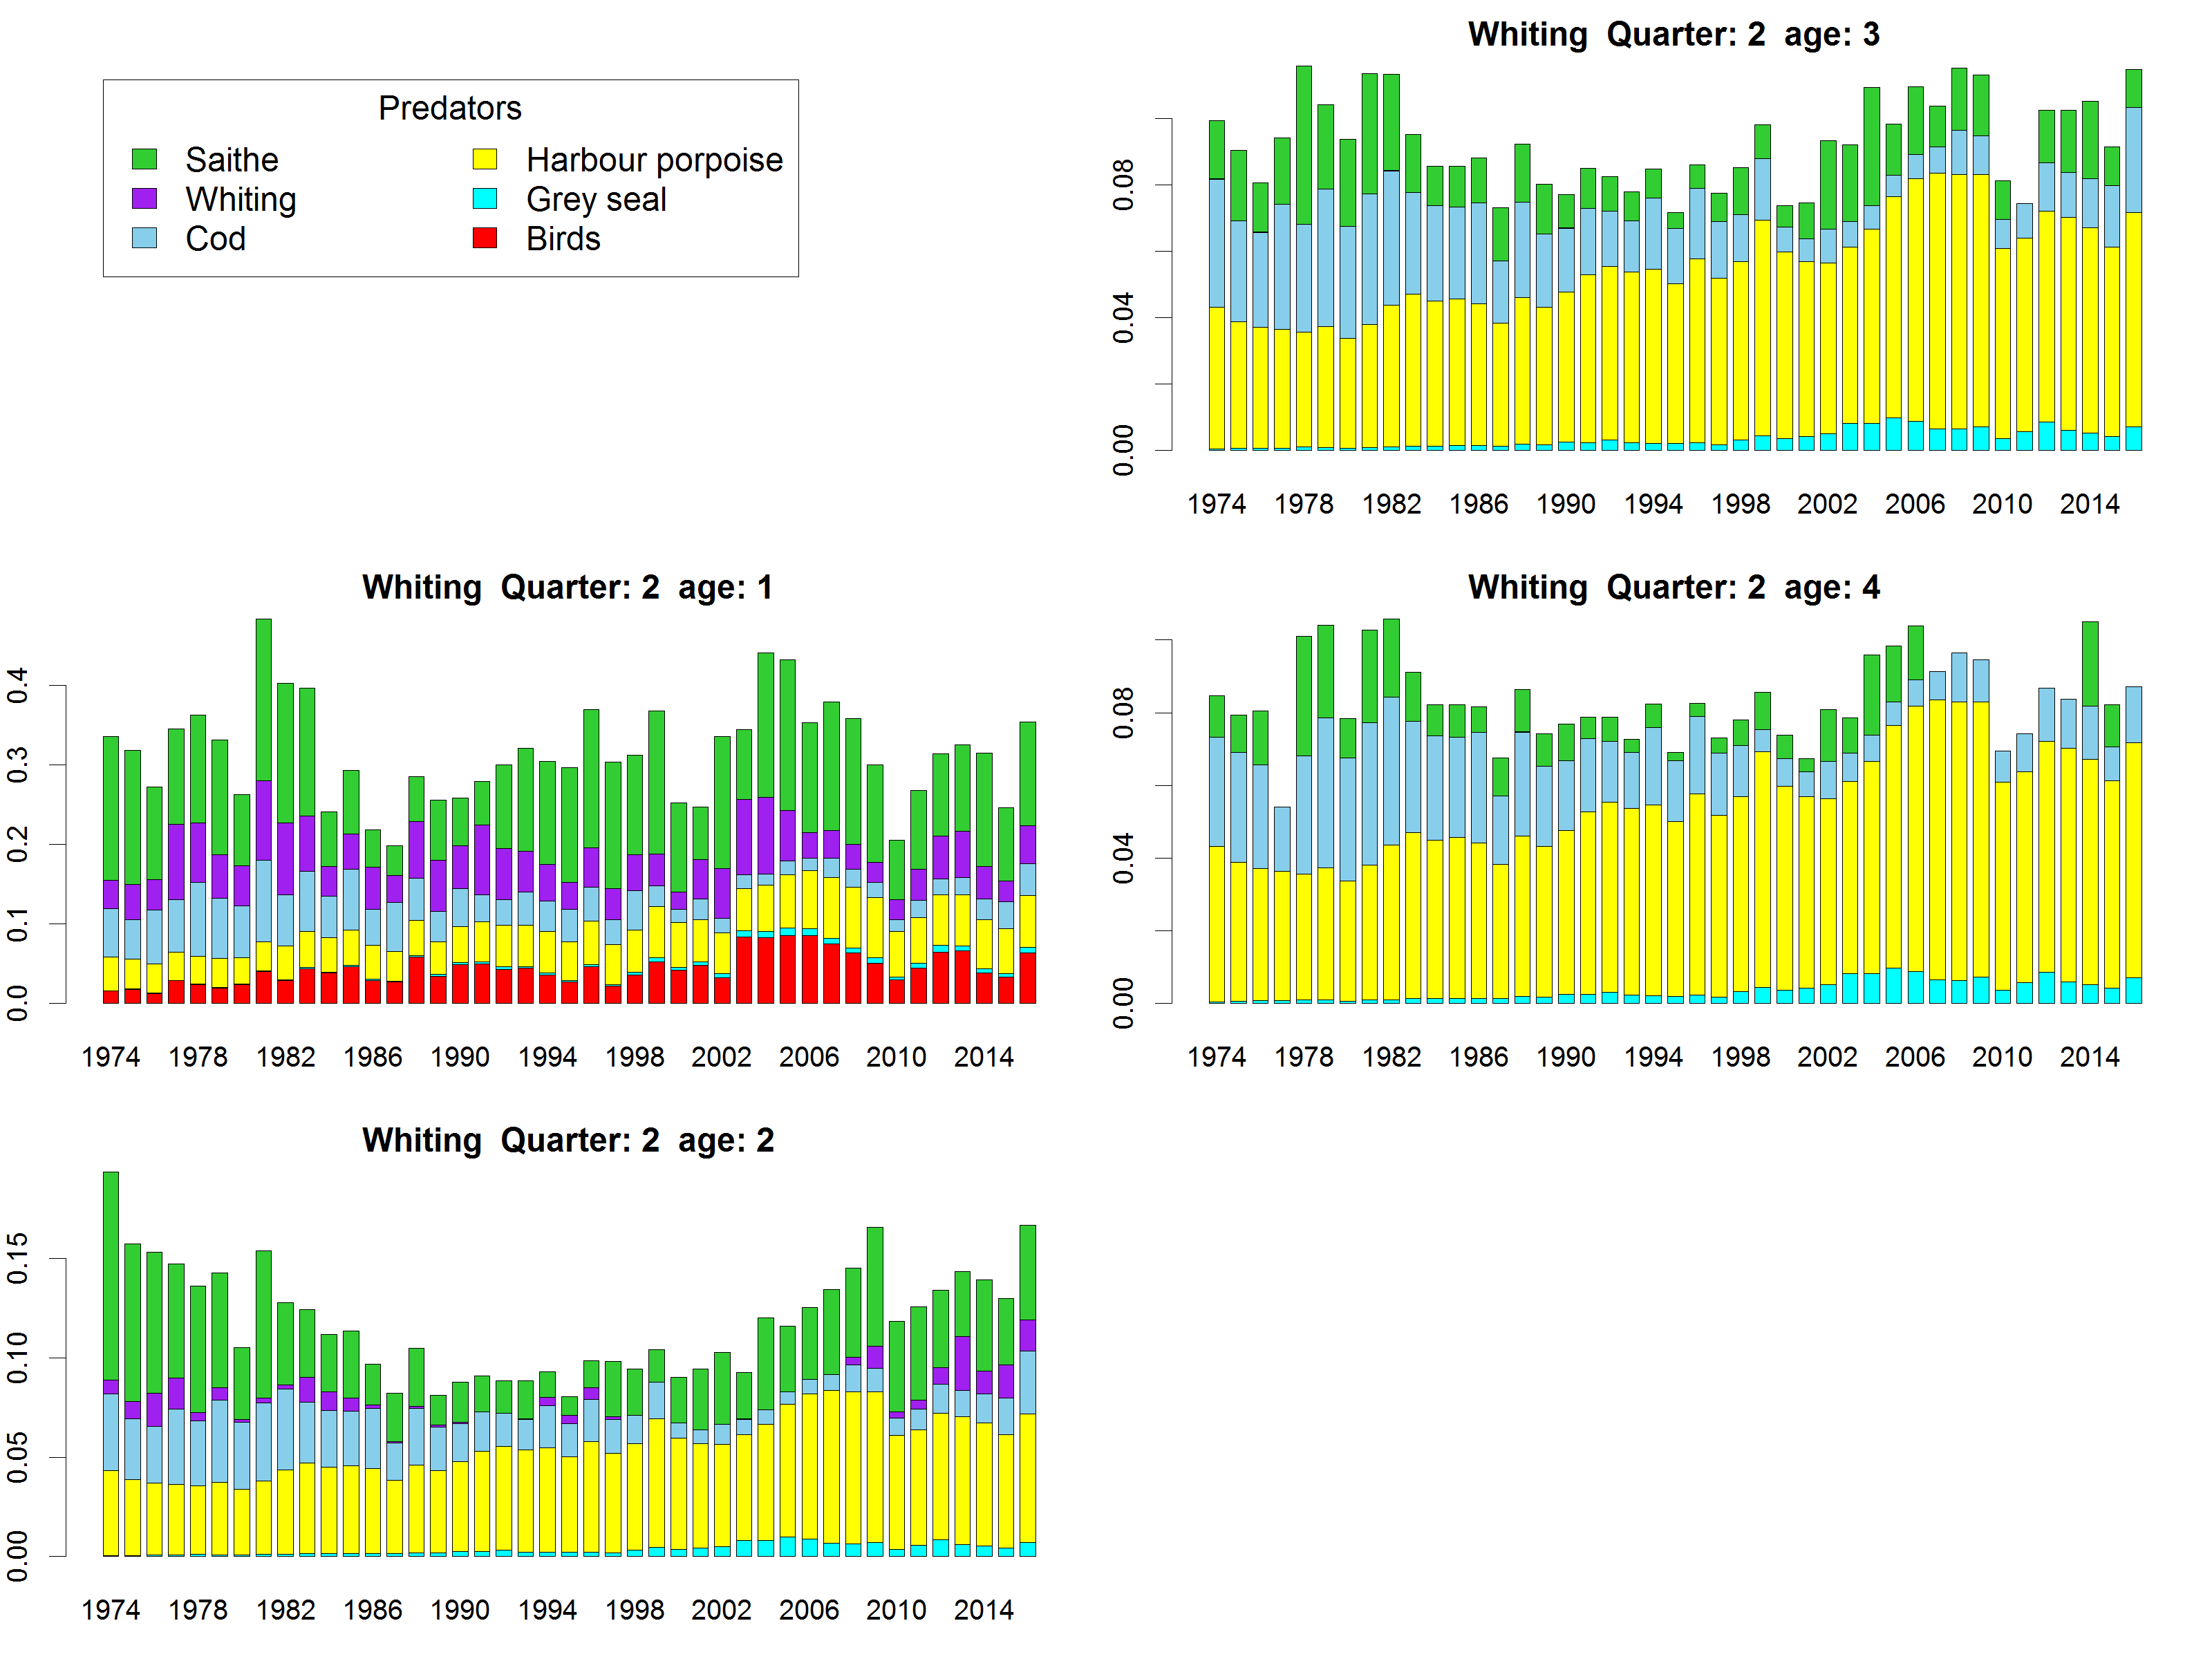 Predators
Saithe
Whiting
Cod
Harbour porpoise
Grey seal
Birds
Whiting Quarter: 2 age: 3
0.00 0.04 0.08
1974 1978 1982 1986 1990 1994 1998 2002 2006 2010 2014
Whiting Quarter: 2 age: 1
0.0 0.1 0.2 0.3 0.4
1974 1978 1982 1986 1990 1994 1998 2002 2006 2010 2014
Whiting Quarter: 2 age: 4
0.00 0.04 0.08
1974 1978 1982 1986 1990 1994 1998 2002 2006 2010 2014
Whiting Quarter: 2 age: 2
0.00 0.05 0.10 0.15
1974 1978 1982 1986 1990 1994 1998 2002 2006 2010 2014